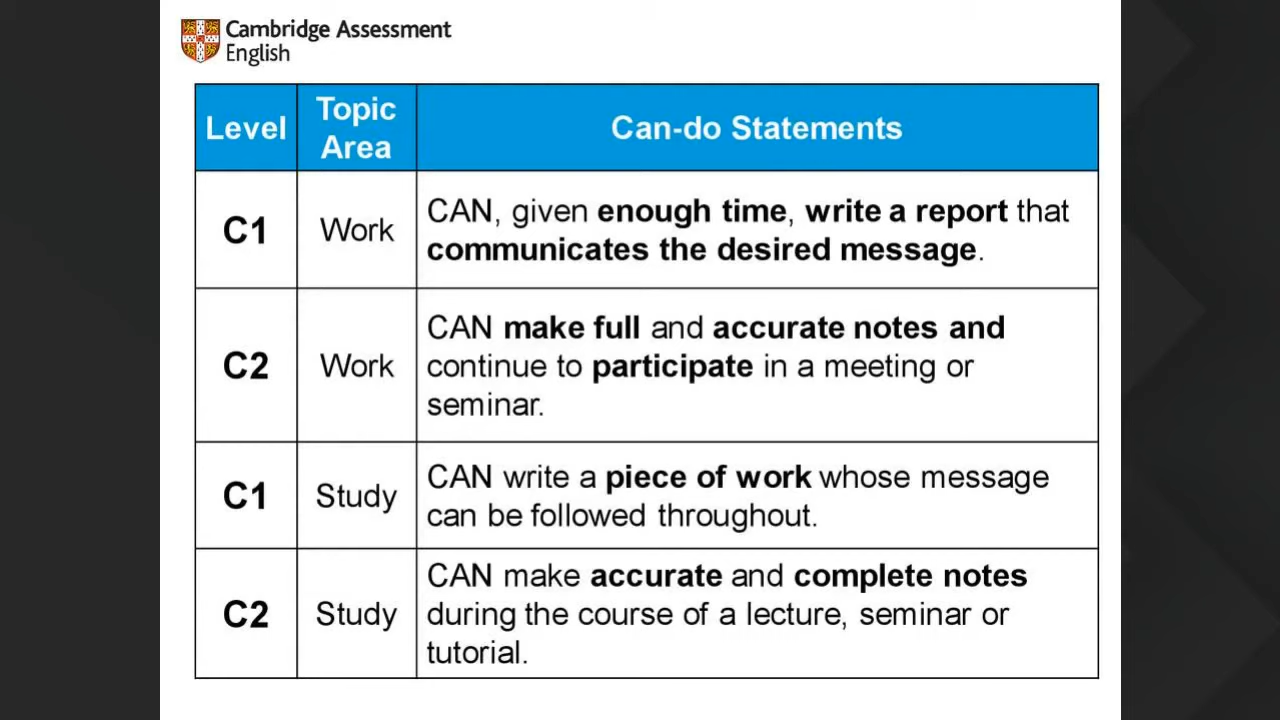 Cambridge Assessment
English
Level
Topic
Area
Can-do Statements
C1
Work
CAN, given enough time, write a report that
communicates the desired message.
C2
Work
CAN make full and accurate notes and
continue to participate in a meeting or
seminar.
C1
Study
CAN write a piece of work whose message
can be followed throughout.
C2
Study
CAN make accurate and complete notes
during the course of a lecture, seminar or
tutorial.